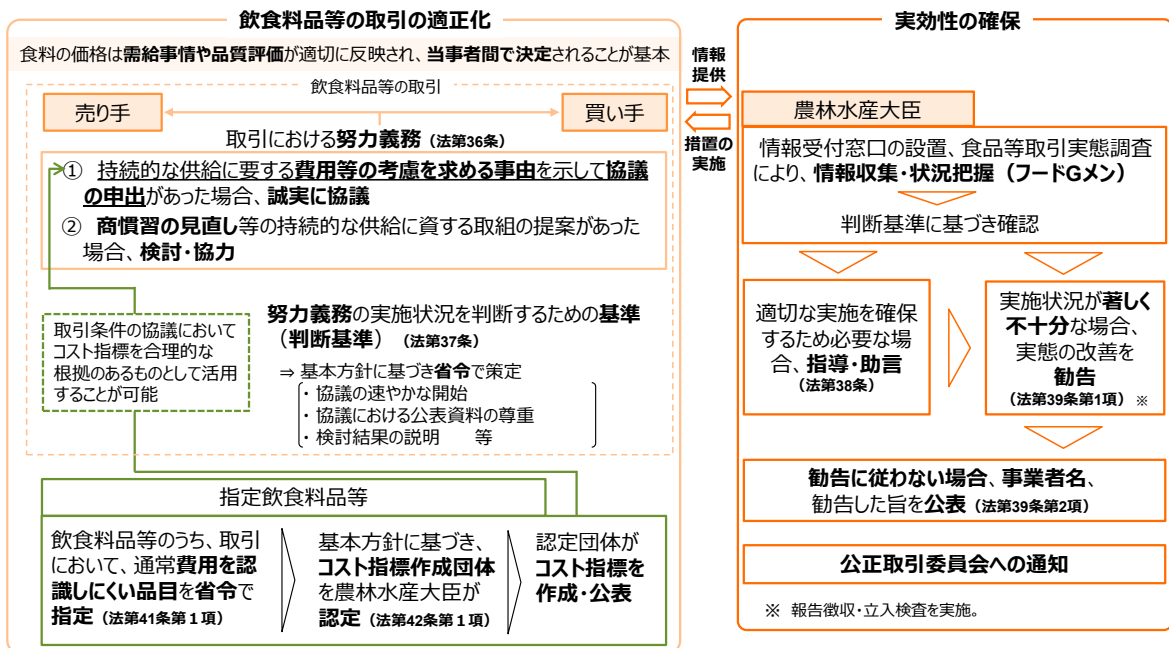 飲食料品等の取引の適正化
食料の価格は需給事情や品質評価が適切に反映され、当事者間で決定されることが基本
飲食料品等の取引
売り手
買い手
取引における努力義務（法第36条）
① 持続的な供給に要する費用等の考慮を求める事由を示して協議
の申出があった場合、誠実に協議
② 商慣習の見直し等の持続的な供給に資する取組の提案があった
場合、検討・協力
取引条件の協議において
コスト指標を合理的な
根拠のあるものとして活用
することが可能
努力義務の実施状況を判断するための基準
（判断基準）（法第37条）
⇒ 基本方針に基づき省令で策定
・協議の速やかな開始
・協議における公表資料の尊重
・検討結果の説明　等
指定飲食料品等
飲食料品等のうち、取引
において、通常費用を認
識しにくい品目を省令で
指定（法第41条第１項）
基本方針に基づき、
コスト指標作成団体
を農林水産大臣が
認定（法第42条第１項）
認定団体が
コスト指標を
作成・公表
情報
提供
措置の
実施
実効性の確保
農林水産大臣
情報受付窓口の設置、食品等取引実態調査
により、情報収集・状況把握（フードGメン）
判断基準に基づき確認
適切な実施を確保
するため必要な場
合、指導・助言
（法第38条）
実施状況が著しく
不十分な場合、
実態の改善を
勧告
（法第39条第1項）※
勧告に従わない場合、事業者名、
勧告した旨を公表（法第39条第2項）
公正取引委員会への通知
※ 報告徴収・立入検査を実施。